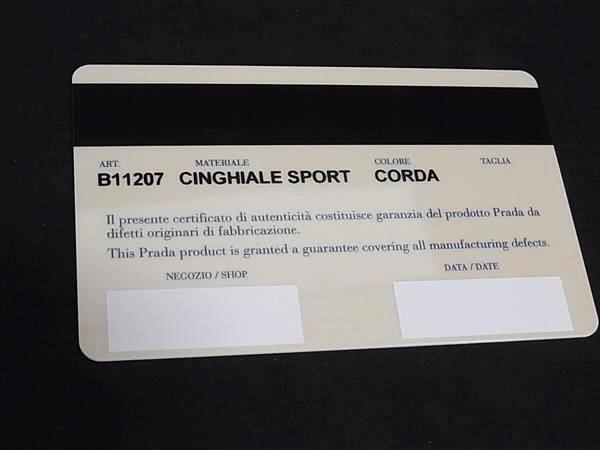 ART. MATERIALE COLORE TAGLIA
B11207 CINGHIALE SPORT CORDA
Il presente certificato di autenticità costituisce garanzia del prodotto Prada da
difetti originari di fabbricazione.
This Prada product is granted a guarantee covering all manufacturing defects.
NEGOZIO / SHOP DATA / DATE